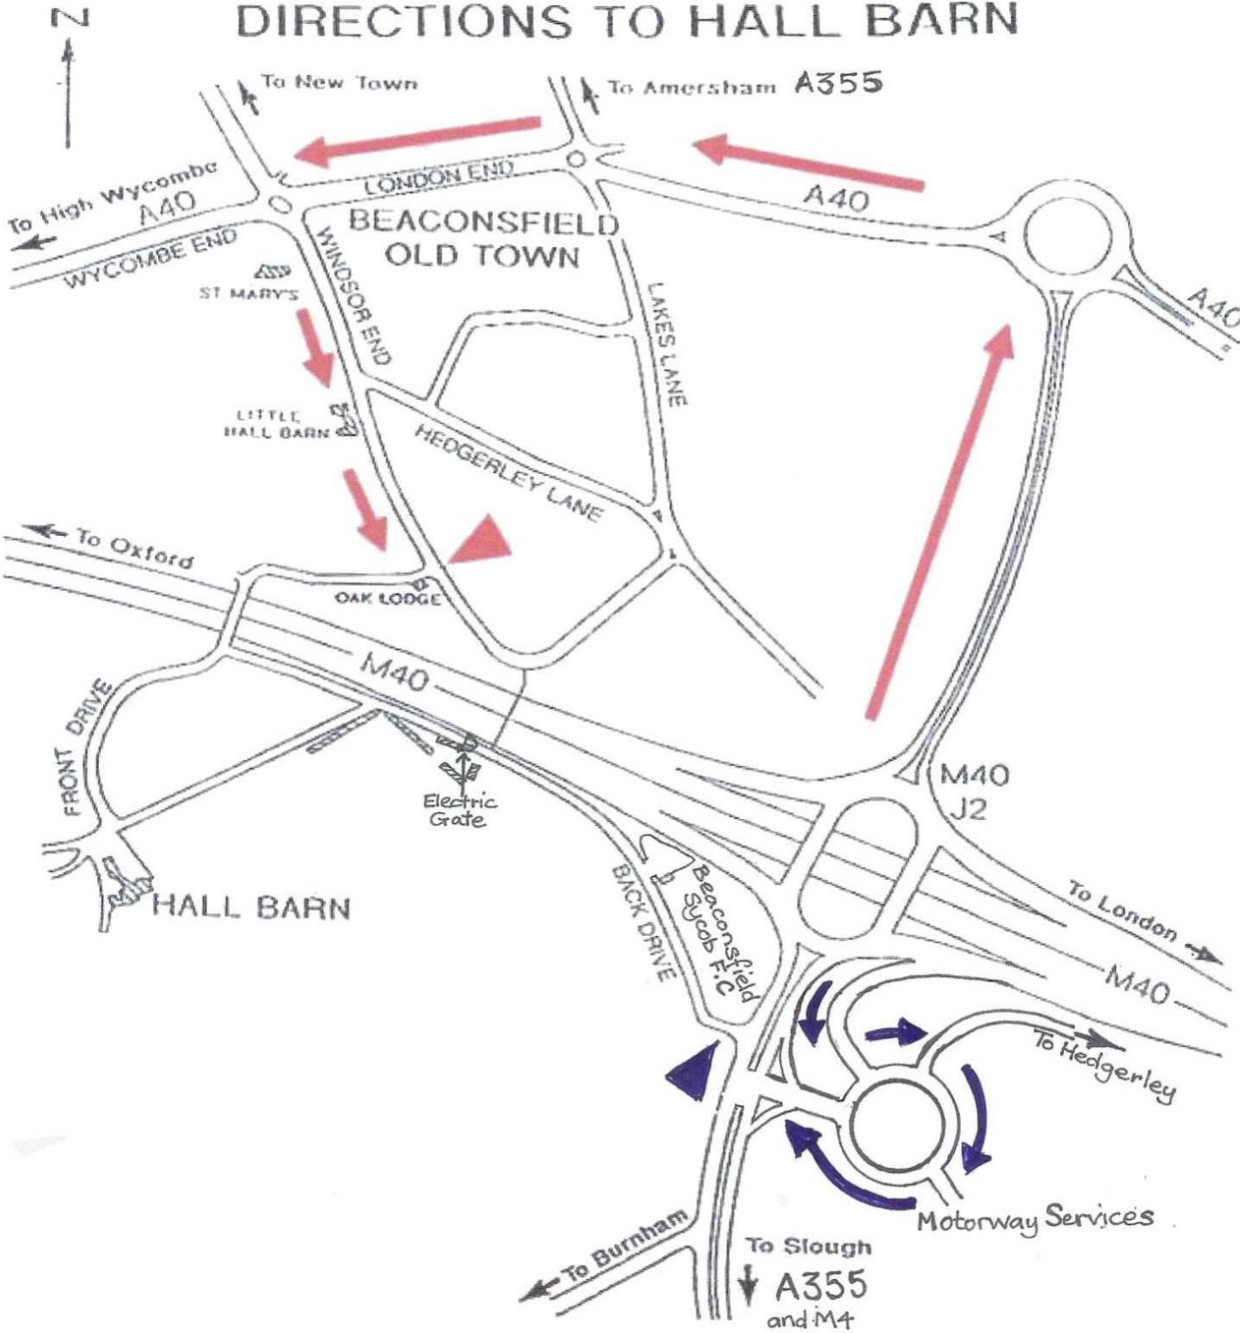 DIRECTIONS TO HALL BARN
N
To New Town
To Amersham A355
To High Wycombe
A40
WYCOMBE END
LONDON END
A40
A40
BEACONSFIELD
OLD TOWN
ST MARY'S
WINDSOR END
LAKES LANE
LITTLE
HALL BARN
HEDGERLEY LANE
To Oxford
OAK LODGE
M40
FRONT DRIVE
Electric
Gate
M40
J2
HALL BARN
BACK DRIVE
Beaconsfield
Sycob F.C
To London
M40
To Hedgerley
Motorway Services
To Burnham
To Slough
A355
and M4